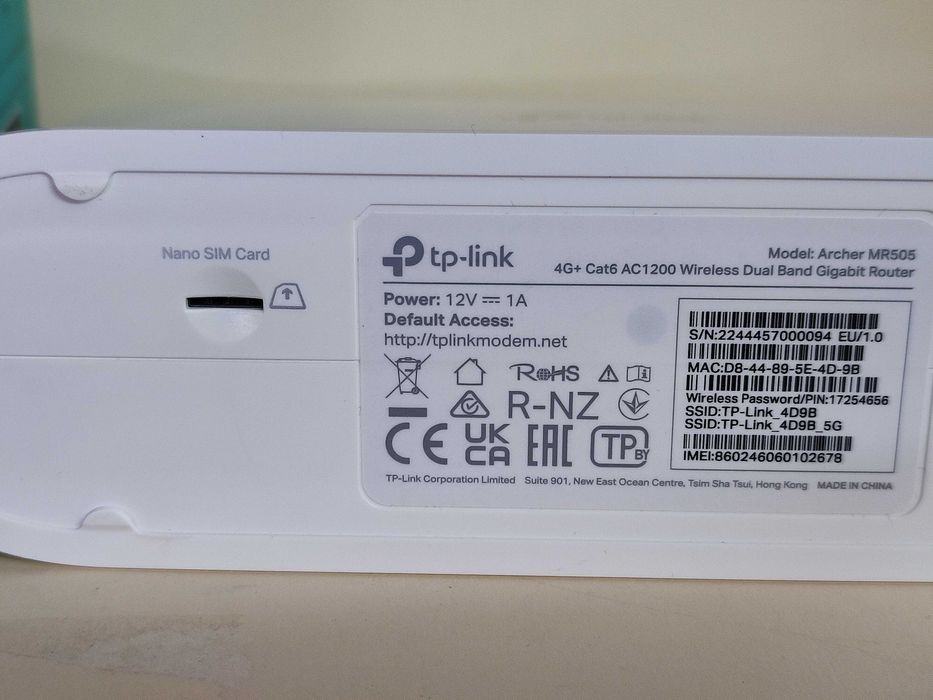 Nano SIM Card
tp-link
Model: Archer MR505
4G+ Cat6 AC1200 Wireless Dual Band Gigabit Router
Power: 12V ⎓ 1A
Default Access:
http://tplinkmodem.net
RoHS
R-NZ
CE UK CA EAC TP BY
S/N:2244457000094 EU/1.0
MAC:D8-44-89-5E-4D-9B
Wireless Password/PIN:17254656
SSID:TP-Link_4D9B
SSID:TP-Link_4D9B_5G
IMEI:860246060102678
TP-Link Corporation Limited Suite 901, New East Ocean Centre, Tsim Sha Tsui, Hong Kong MADE IN CHINA